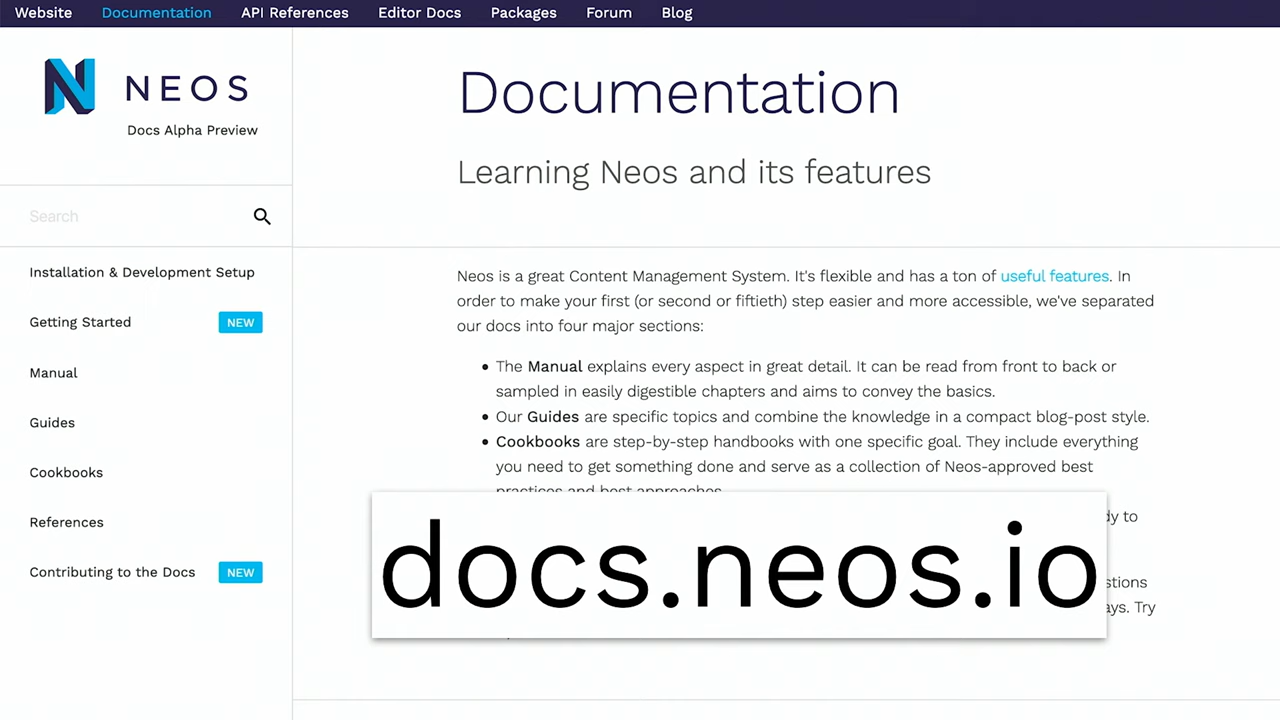 Website Documentation API References Editor Docs Packages Forum Blog
NEOS
Docs Alpha Preview
Search
Installation & Development Setup
Getting Started NEW
Manual
Guides
Cookbooks
References
Contributing to the Docs NEW
Documentation
Learning Neos and its features
Neos is a great Content Management System. It's flexible and has a ton of useful features. In
order to make your first (or second or fiftieth) step easier and more accessible, we've separated
our docs into four major sections:
The Manual explains every aspect in great detail. It can be read from front to back or
sampled in easily digestible chapters and aims to convey the basics.
Our Guides are specific topics and combine the knowledge in a compact blog-post style.
Cookbooks are step-by-step handbooks with one specific goal. They include everything
you need to get something done and serve as a collection of Neos-approved best
practices and best approaches.
to
Try
docs.neos.io